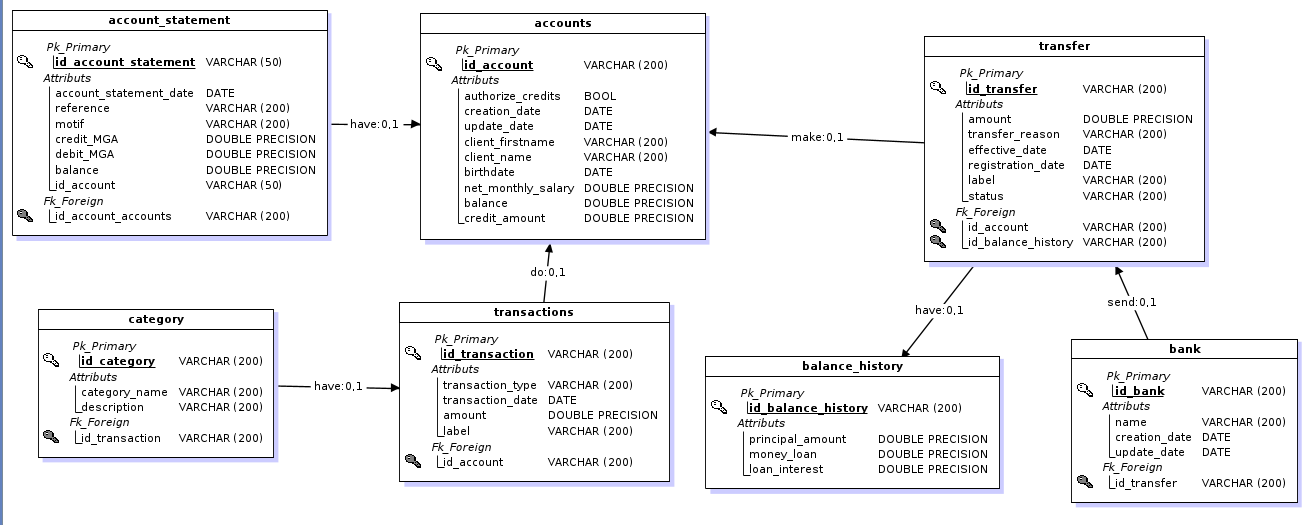 account_statement
Pk_Primary
id_account_statement VARCHAR (50)
Attributs
account_statement_date DATE
reference VARCHAR (200)
motif VARCHAR (200)
credit_MGA DOUBLE PRECISION
debit_MGA DOUBLE PRECISION
balance DOUBLE PRECISION
id_account VARCHAR (50)
Fk_Foreign
id_account_accounts VARCHAR (200)
have:0,1
accounts
Pk_Primary
id_account VARCHAR (200)
Attributs
authorize_credits BOOL
creation_date DATE
update_date DATE
client_firstname VARCHAR (200)
client_name VARCHAR (200)
birthdate DATE
net_monthly_salary DOUBLE PRECISION
balance DOUBLE PRECISION
credit_amount DOUBLE PRECISION
make:0,1
transfer
Pk_Primary
id_transfer VARCHAR (200)
Attributs
amount DOUBLE PRECISION
transfer_reason VARCHAR (200)
effective_date DATE
registration_date DATE
label VARCHAR (200)
status VARCHAR (200)
Fk_Foreign
id_account VARCHAR (200)
id_balance_history VARCHAR (200)
do:0,1
have:0,1
send:0,1
category
Pk_Primary
id_category VARCHAR (200)
Attributs
category_name VARCHAR (200)
description VARCHAR (200)
Fk_Foreign
id_transaction VARCHAR (200)
have:0,1
transactions
Pk_Primary
id_transaction VARCHAR (200)
Attributs
transaction_type VARCHAR (200)
transaction_date DATE
amount DOUBLE PRECISION
label VARCHAR (200)
Fk_Foreign
id_account VARCHAR (200)
balance_history
Pk_Primary
id_balance_history VARCHAR (200)
Attributs
principal_amount DOUBLE PRECISION
money_loan DOUBLE PRECISION
loan_interest DOUBLE PRECISION
bank
Pk_Primary
id_bank VARCHAR (200)
Attributs
name VARCHAR (200)
creation_date DATE
update_date DATE
Fk_Foreign
id_transfer VARCHAR (200)